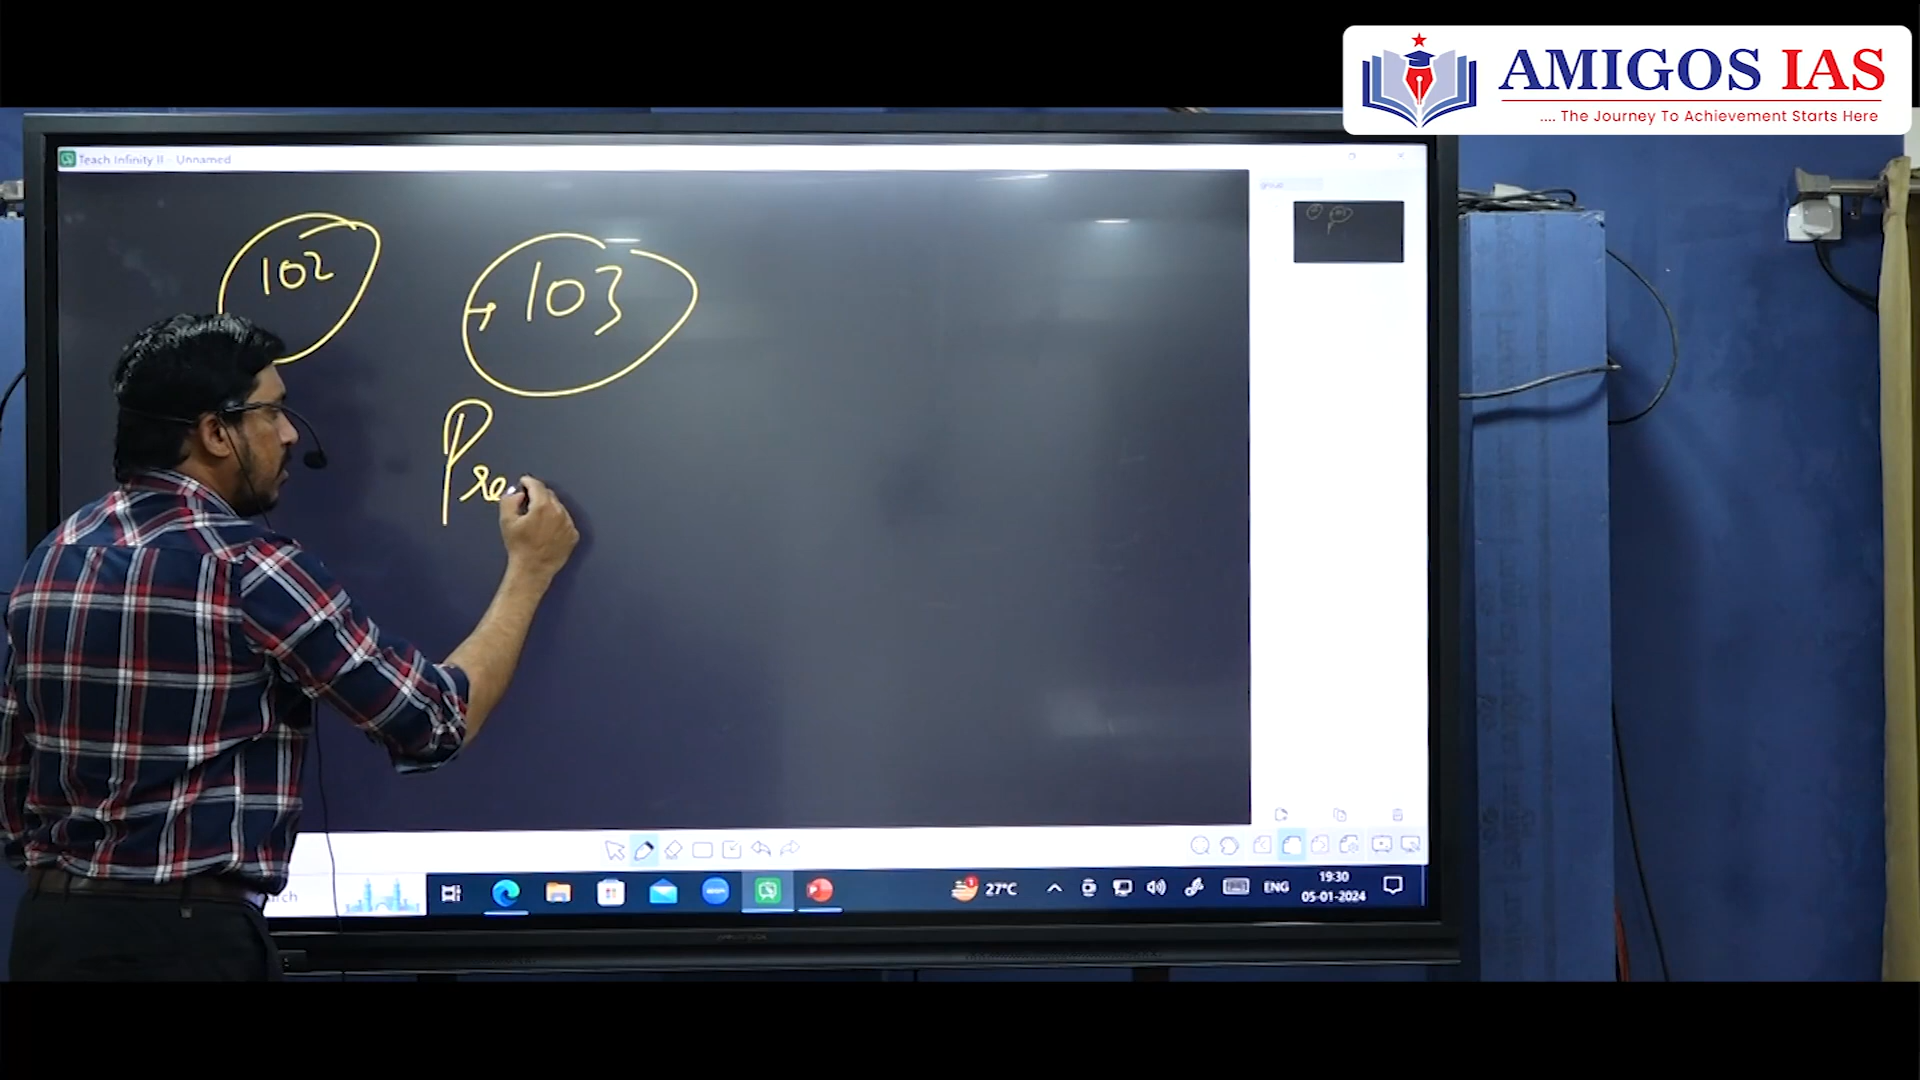 AMIGOS IAS
.... The Journey To Achievement Starts Here
Teach Infinity II - Unnamed
group
102
103
Pre
27°C
ENG
19:30
05-01-2024